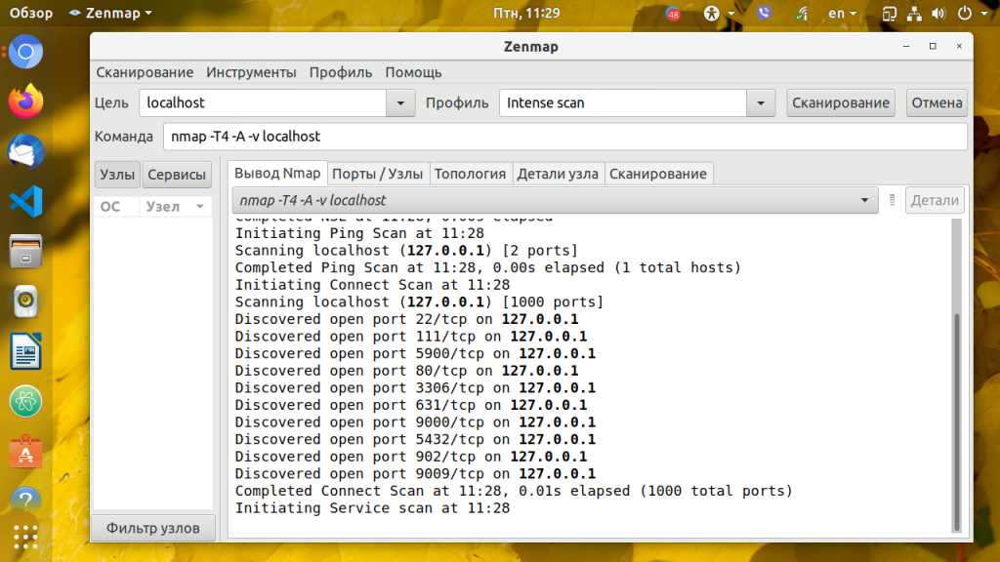 Обзор Zenmap Птн, 11:29 48 en
Zenmap
Сканирование Инструменты Профиль Помощь
Цель localhost Профиль Intense scan Сканирование Отмена
Команда nmap -T4 -A -v localhost
Узлы Сервисы Вывод Nmap Порты / Узлы Топология Детали узла Сканирование
ОС Узел nmap -T4 -A -v localhost Детали
Completed NSE at 11:28, 0.00s elapsed
Initiating Ping Scan at 11:28
Scanning localhost (127.0.0.1) [2 ports]
Completed Ping Scan at 11:28, 0.00s elapsed (1 total hosts)
Initiating Connect Scan at 11:28
Scanning localhost (127.0.0.1) [1000 ports]
Discovered open port 22/tcp on 127.0.0.1
Discovered open port 111/tcp on 127.0.0.1
Discovered open port 5900/tcp on 127.0.0.1
Discovered open port 80/tcp on 127.0.0.1
Discovered open port 3306/tcp on 127.0.0.1
Discovered open port 631/tcp on 127.0.0.1
Discovered open port 9000/tcp on 127.0.0.1
Discovered open port 5432/tcp on 127.0.0.1
Discovered open port 902/tcp on 127.0.0.1
Discovered open port 9009/tcp on 127.0.0.1
Completed Connect Scan at 11:28, 0.01s elapsed (1000 total ports)
Initiating Service scan at 11:28
Фильтр узлов